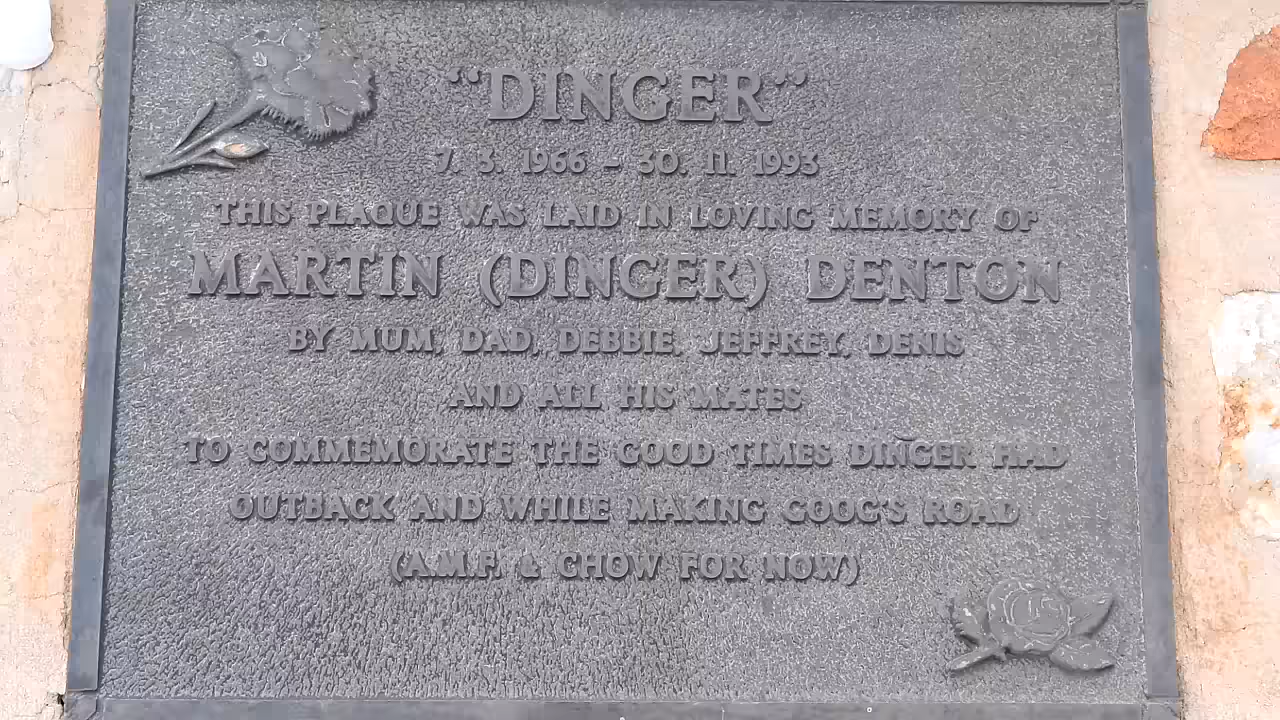 "DINGER"
7. 3. 1966 – 30. 11. 1993
THIS PLAQUE WAS LAID IN LOVING MEMORY OF
MARTIN (DINGER) DENTON
BY MUM, DAD, DEBBIE, JEFFREY, DENIS
AND ALL HIS MATES
TO COMMEMORATE THE GOOD TIMES DINGER HAD
OUTBACK AND WHILE MAKING GOOG'S ROAD
(A.M.F. & CHOW FOR NOW)